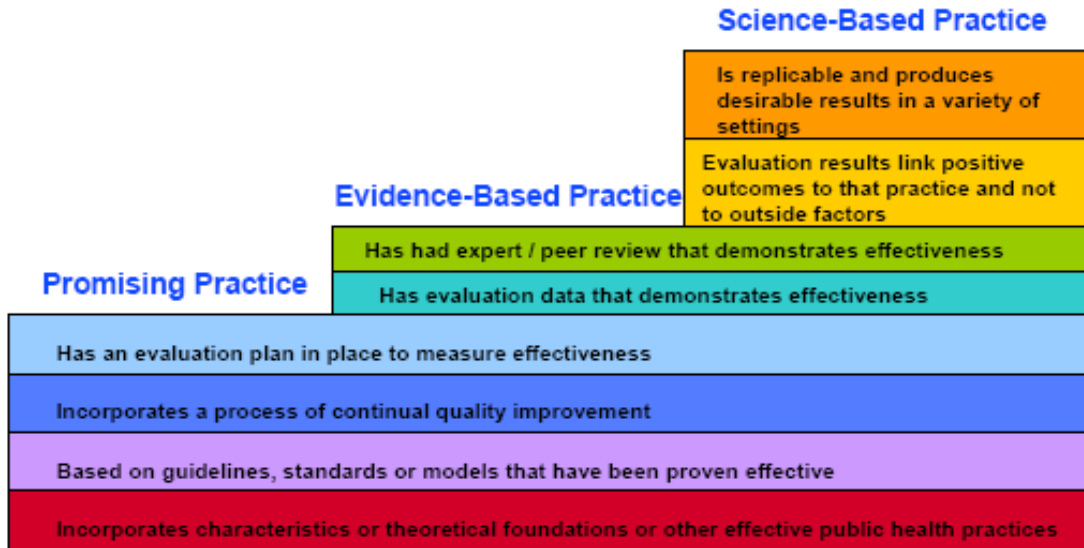 Science-Based Practice
Is replicable and produces
desirable results in a variety of
settings
Evaluation results link positive
outcomes to that practice and not
to outside factors
Evidence-Based Practice
Has had expert / peer review that demonstrates effectiveness
Has evaluation data that demonstrates effectiveness
Promising Practice
Has an evaluation plan in place to measure effectiveness
Incorporates a process of continual quality improvement
Based on guidelines, standards or models that have been proven effective
Incorporates characteristics or theoretical foundations or other effective public health practices